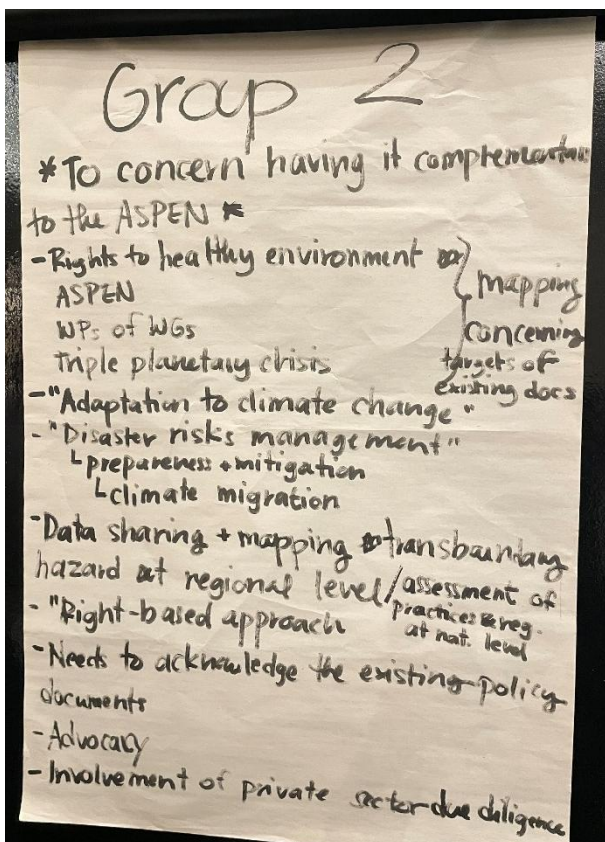 Group 2
*To concern having it complementary
to the ASPEN *
-Rights to healthy environment
ASPEN
WPs of WGs
Triple planetary crisis
mapping
concerning
targets of
existing docs
-"Adaptation to climate change"
-"Disaster risks management"
prepareness + mitigation
climate migration
-Data sharing + mapping transboundary
hazard at regional level/assessment of
practices & reg.
at nat. level
-"Right-based approach
-Needs to acknowledge the existing policy
documents
-Advocacy
-Involvement of private sector-due diligence